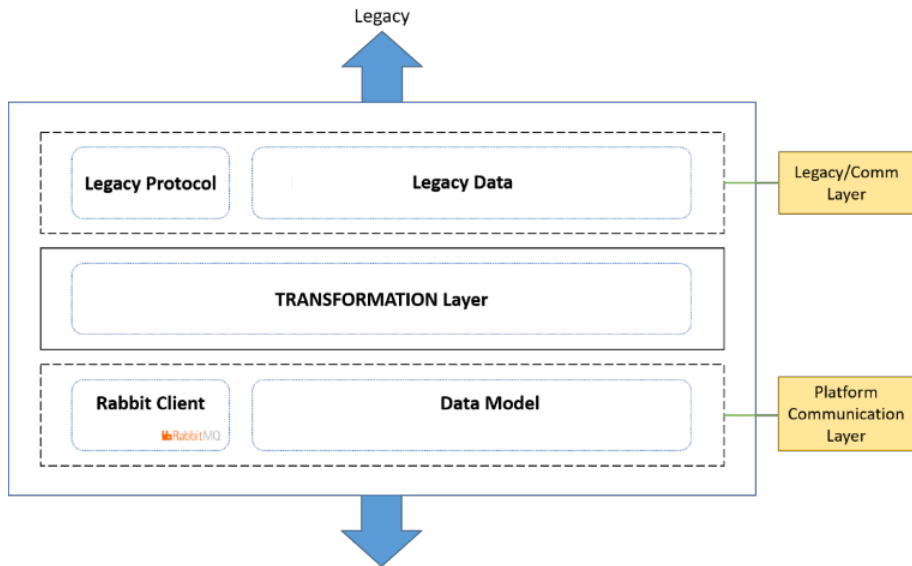 Legacy
Legacy Protocol
Legacy Data
Legacy/Comm
Layer
TRANSFORMATION Layer
Rabbit Client
RabbitMQ
Data Model
Platform
Communication
Layer